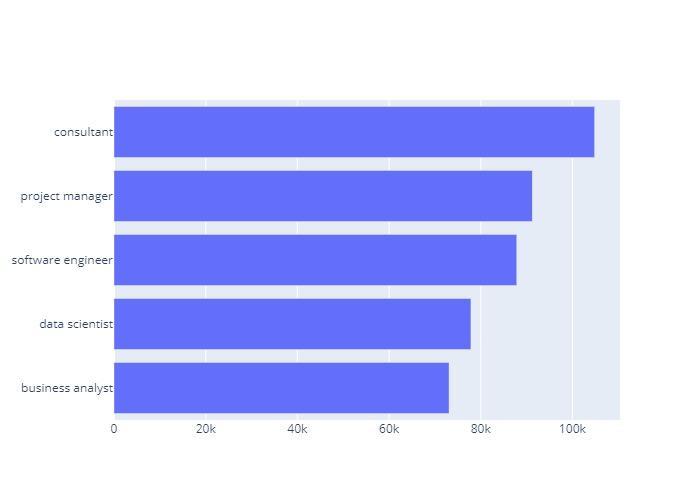 consultant
project manager
software engineer
data scientist
business analyst
0 20k 40k 60k 80k 100k